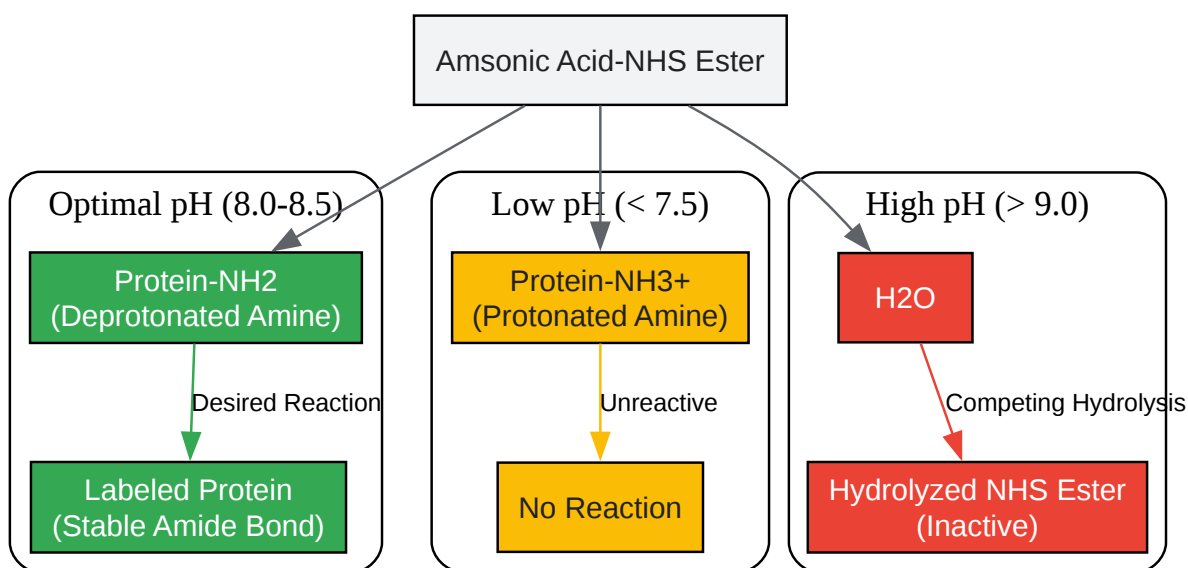 Amsonic Acid-NHS Ester
Optimal pH (8.0-8.5)
Protein-NH2
(Deprotonated Amine)
Desired Reaction
Labeled Protein
(Stable Amide Bond)
Low pH (< 7.5)
Protein-NH3+
(Protonated Amine)
Unreactive
No Reaction
High pH (> 9.0)
H2O
Competing Hydrolysis
Hydrolyzed NHS Ester
(Inactive)